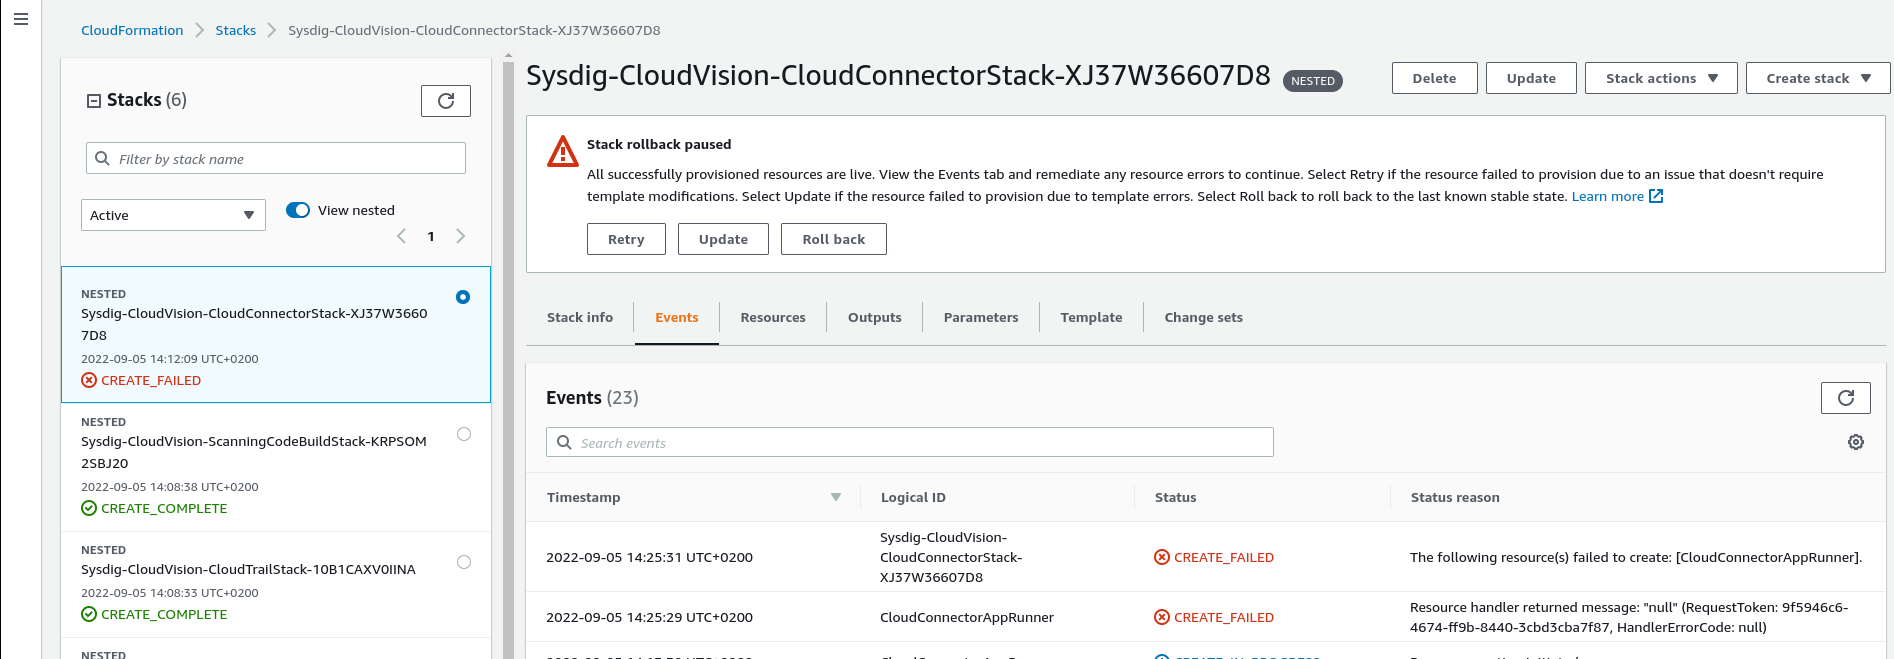 CloudFormation > Stacks > Sysdig-CloudVision-CloudConnectorStack-XJ37W36607D8
Stacks (6)
Filter by stack name
Active
View nested
1
NESTED
Sysdig-CloudVision-CloudConnectorStack-XJ37W3660
7D8
2022-09-05 14:12:09 UTC+0200
CREATE_FAILED
NESTED
Sysdig-CloudVision-ScanningCodeBuildStack-KRPSOM
2SBJ20
2022-09-05 14:08:38 UTC+0200
CREATE_COMPLETE
NESTED
Sysdig-CloudVision-CloudTrailStack-10B1CAXV0IINA
2022-09-05 14:08:33 UTC+0200
CREATE_COMPLETE
NESTED
Sysdig-CloudVision-CloudConnectorStack-XJ37W36607D8 NESTED
Delete Update Stack actions Create stack
Stack rollback paused
All successfully provisioned resources are live. View the Events tab and remediate any resource errors to continue. Select Retry if the resource failed to provision due to an issue that doesn't require
template modifications. Select Update if the resource failed to provision due to template errors. Select Roll back to roll back to the last known stable state. Learn more
Retry Update Roll back
Stack info Events Resources Outputs Parameters Template Change sets
Events (23)
Search events
Timestamp Logical ID Status Status reason
2022-09-05 14:25:31 UTC+0200
Sysdig-CloudVision-
CloudConnectorStack-
XJ37W36607D8
CREATE_FAILED
The following resource(s) failed to create: [CloudConnectorAppRunner].
2022-09-05 14:25:29 UTC+0200
CloudConnectorAppRunner
CREATE_FAILED
Resource handler returned message: "null" (RequestToken: 9f5946c6-
4674-ff9b-8440-3cbd3cba7f87, HandlerErrorCode: null)